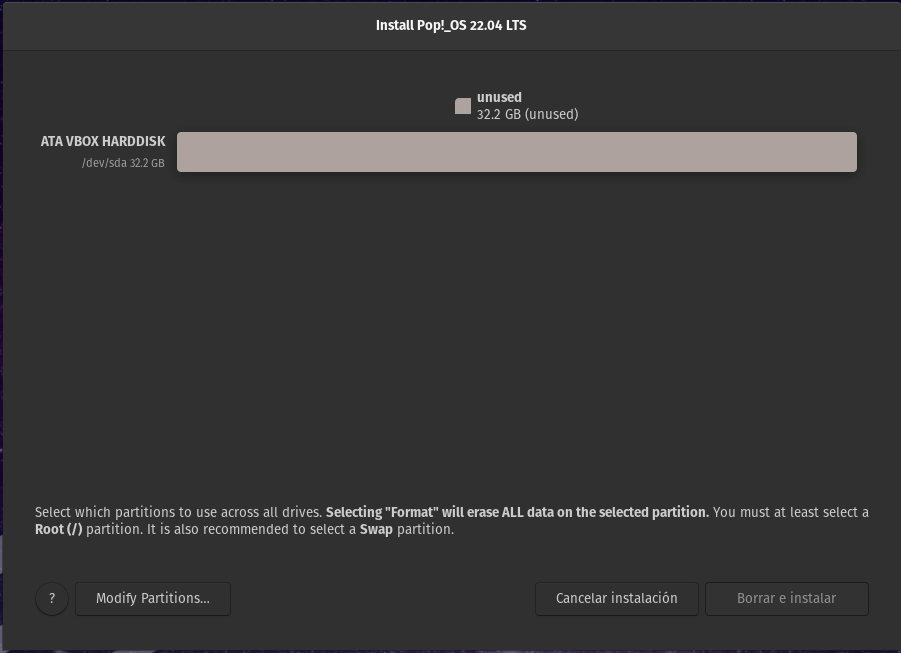 Install Pop!_OS 22.04 LTS
unused
32.2 GB (unused)
ATA VBOX HARDDISK
/dev/sda 32.2 GB
Select which partitions to use across all drives. Selecting "Format" will erase ALL data on the selected partition. You must at least select a
Root (/) partition. It is also recommended to select a Swap partition.
? Modify Partitions... Cancelar instalación Borrar e instalar